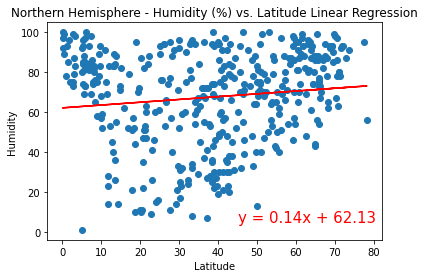 Northern Hemisphere - Humidity (%) vs. Latitude Linear Regression
100
80
60
40
20
0
Humidity
y = 0.14x + 62.13
0 10 20 30 40 50 60 70 80
Latitude